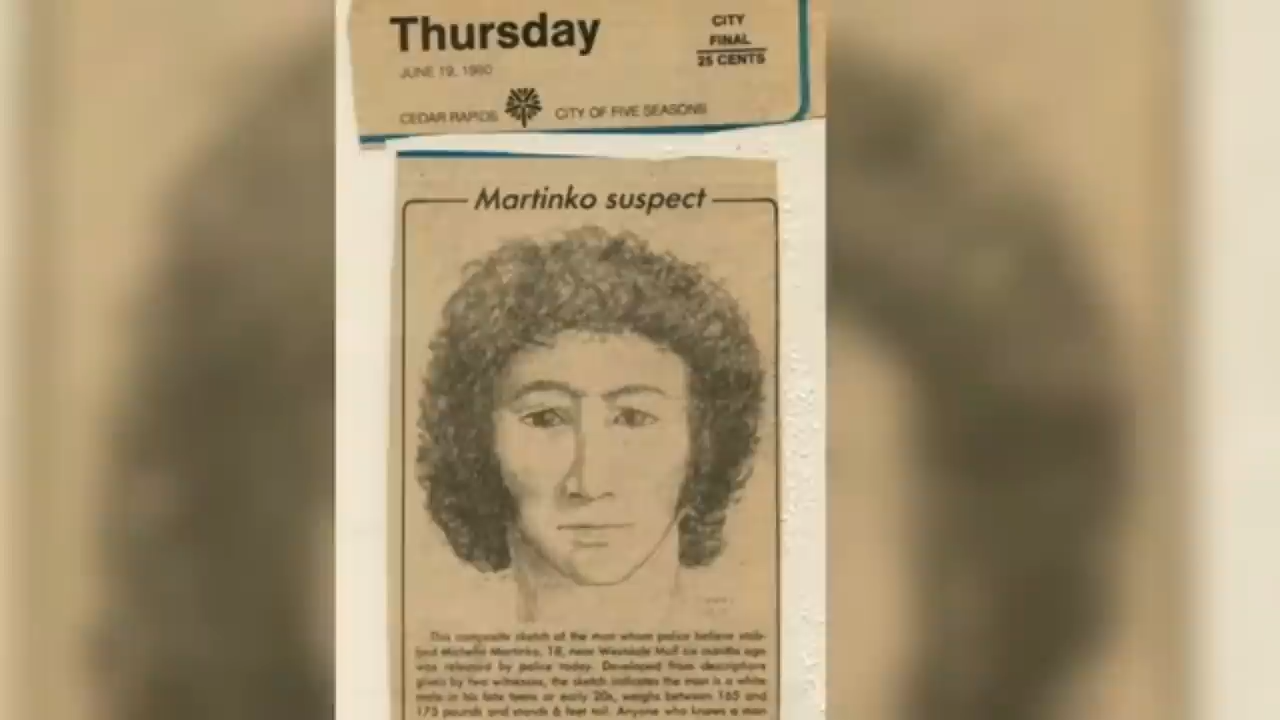 Thursday
CITY
FINAL
25 CENTS
JUNE 19, 1980
CEDAR RAPIDS CITY OF FIVE SEASONS
Martinko suspect
This composite sketch of the man whom police believe stab-
bed Michelle Martinko, 18, near Westdale Mall six months ago
was released by police today. Developed from descriptions
given by two witnesses, the sketch indicates the man is a white
male in his late teens or early 20s, weighs between 165 and
175 pounds and stands 6 feet tall. Anyone who knows a man